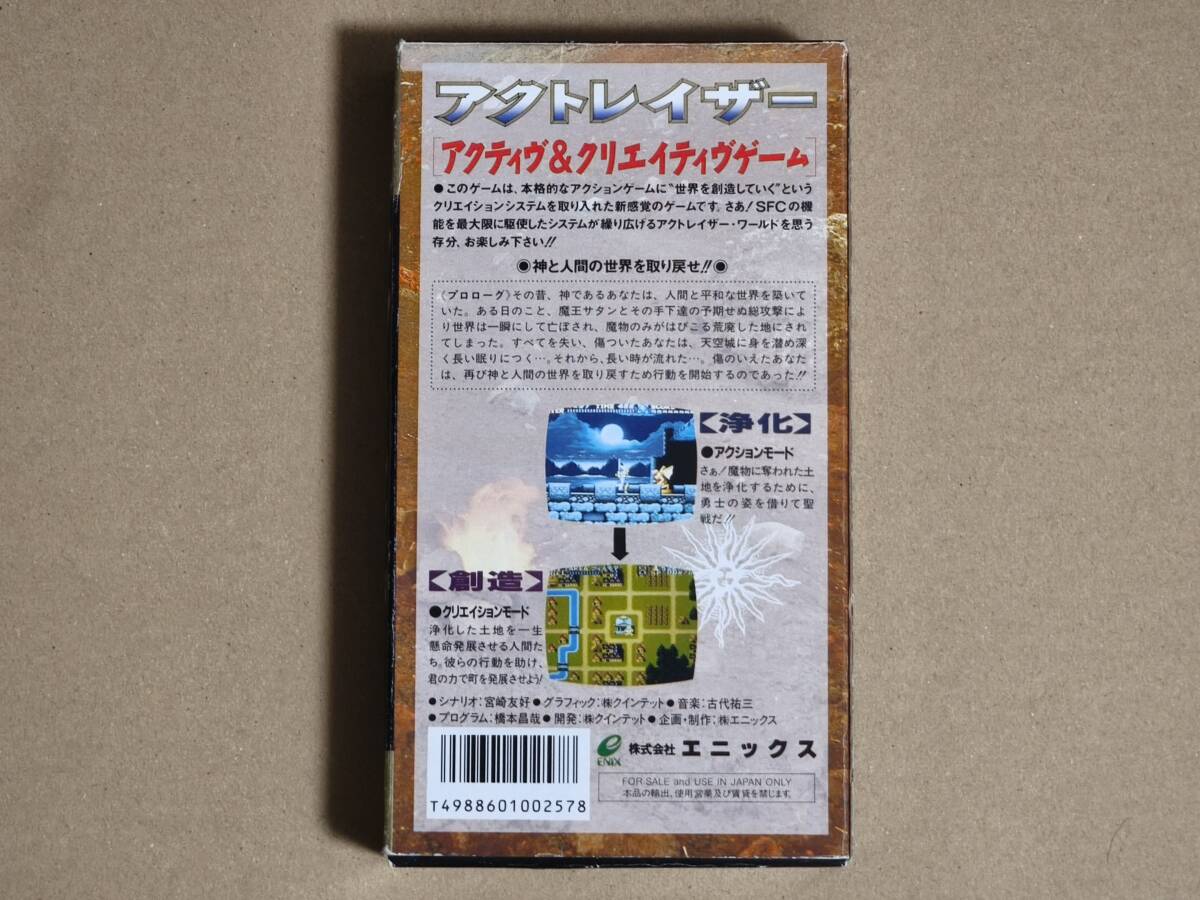 アクトレイザー
[アクティヴ&クリエイティヴゲーム]
●このゲームは、本格的なアクションゲームに"世界を創造していく"という
クリエイションシステムを取り入れた新感覚のゲームです。さあ!SFCの機
能を最大限に駆使したシステムが繰り広げるアクトレイザー・ワールドを思う
存分、お楽しみ下さい!!
◉神と人間の世界を取り戻せ!!◉
《プロローグ》その昔、神であるあなたは、人間と平和な世界を築いて
いた。ある日のこと、魔王サタンとその手下達の予期せぬ総攻撃によ
り世界は一瞬にして亡ぼされ、魔物のみがはびこる荒廃した地にされ
てしまった。すべてを失い、傷ついたあなたは、天空城に身を潜め深
く長い眠りにつく…。それから、長い時が流れた…。傷のいえたあなた
は、再び神と人間の世界を取り戻すため行動を開始するのであった!!
【浄化】
●アクションモード
さぁ!魔物に奪われた土
地を浄化するために、
勇士の姿を借りて聖
戦だ!!
【創造】
●クリエイションモード
浄化した土地を一生
懸命発展させる人間た
ち。彼らの行動を助け、
君の力で町を発展させよう!
●シナリオ:宮崎友好●グラフィック:㈱クインテット●音楽:古代祐三
●プログラム:橋本昌哉●開発:㈱クインテット●企画・制作:㈱エニックス
ENIX
株式会社 エニックス
FOR SALE and USE IN JAPAN ONLY
本品の輸出、使用営業及び賃貸を禁じます。
T4988601002578